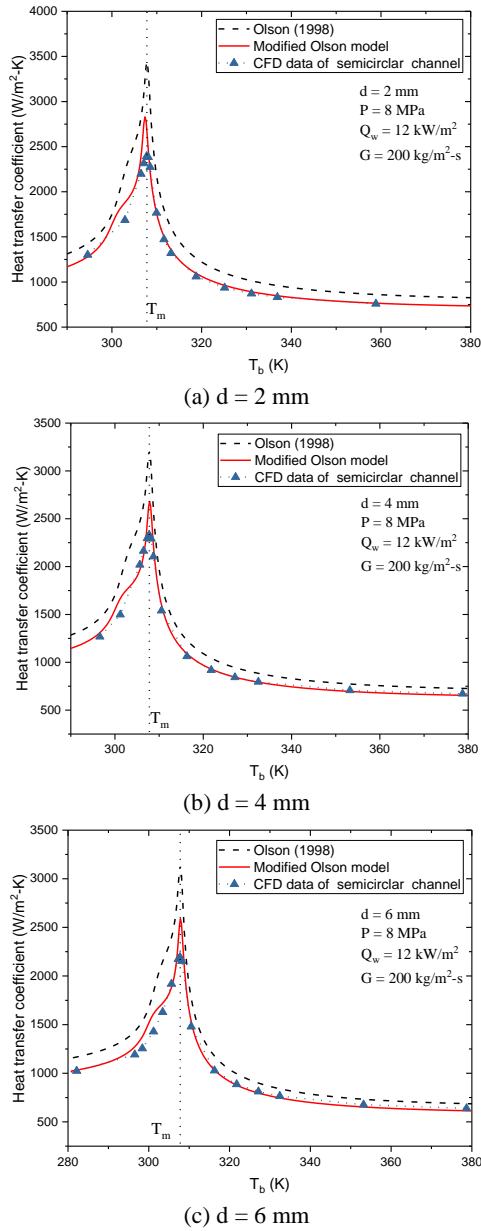 4000
3500
3000
2500
2000
1500
1000
500
Heat transfer coefficient (W/m²-K)
Olson (1998)
Modified Olson model
CFD data of semicirclar channel
d = 2 mm
P = 8 MPa
Q_w = 12 kW/m²
G = 200 kg/m²-s
T_m
300 320 340 360 380
T_b (K)
(a) d = 2 mm
3500
3000
2500
2000
1500
1000
500
Heat transfer coefficient (W/m²-K)
Olson (1998)
Modified Olson model
CFD data of semicirclar channel
d = 4 mm
P = 8 MPa
Q_w = 12 kW/m²
G = 200 kg/m²-s
T_m
300 320 340 360 380
T_b (K)
(b) d = 4 mm
3500
3000
2500
2000
1500
1000
500
Heat transfer coefficient (W/m²-K)
Olson (1998)
Modified Olson model
CFD data of semicirclar channel
d = 6 mm
P = 8 MPa
Q_w = 12 kW/m²
G = 200 kg/m²-s
T_m
280 300 320 340 360 380
T_b (K)
(c) d = 6 mm